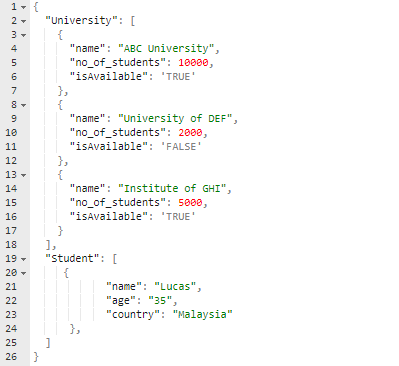 1 {
2   "University": [
3     {
4       "name": "ABC University",
5       "no_of_students": 10000,
6       "isAvailable": 'TRUE'
7     },
8     {
9       "name": "University of DEF",
10       "no_of_students": 2000,
11       "isAvailable": 'FALSE'
12     },
13     {
14       "name": "Institute of GHI",
15       "no_of_students": 5000,
16       "isAvailable": 'TRUE'
17     }
18   ],
19   "Student": [
20      {
21             "name": "Lucas",
22             "age": "35",
23             "country": "Malaysia"
24       },
25   ]
26 }